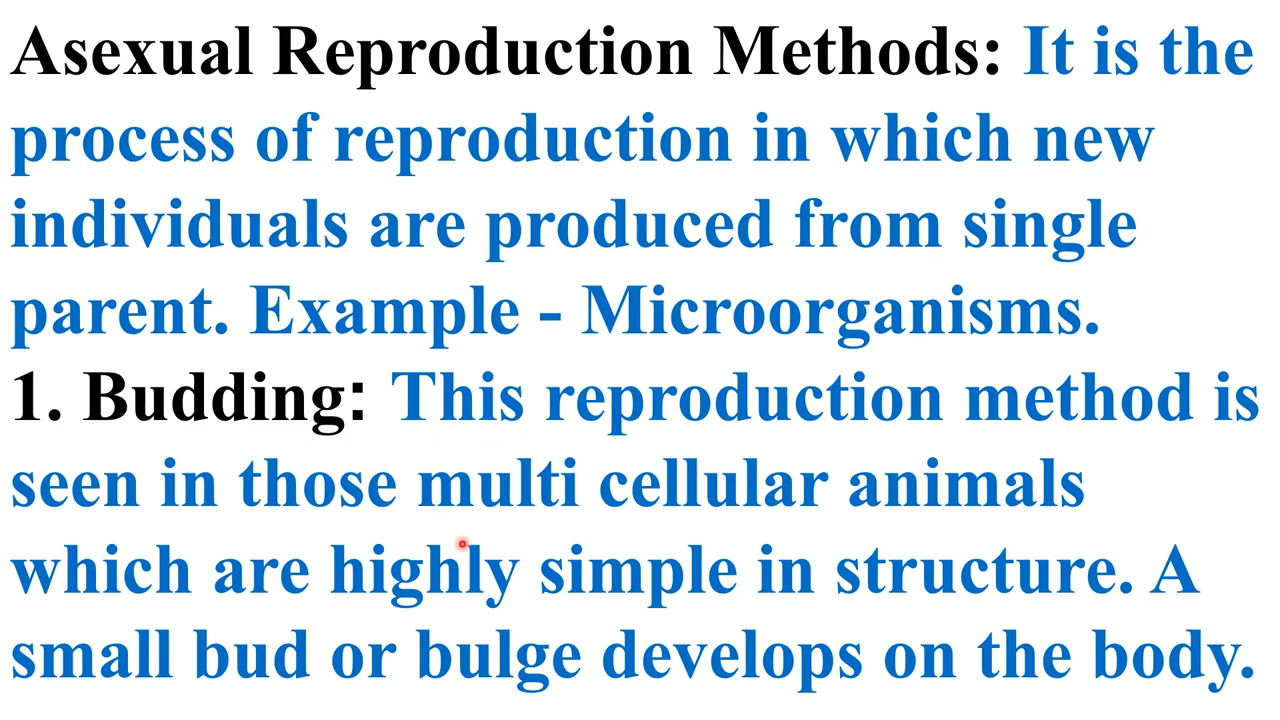 Asexual Reproduction Methods: It is the
process of reproduction in which new
individuals are produced from single
parent. Example - Microorganisms.
1. Budding: This reproduction method is
seen in those multi cellular animals
which are highly simple in structure. A
small bud or bulge develops on the body.